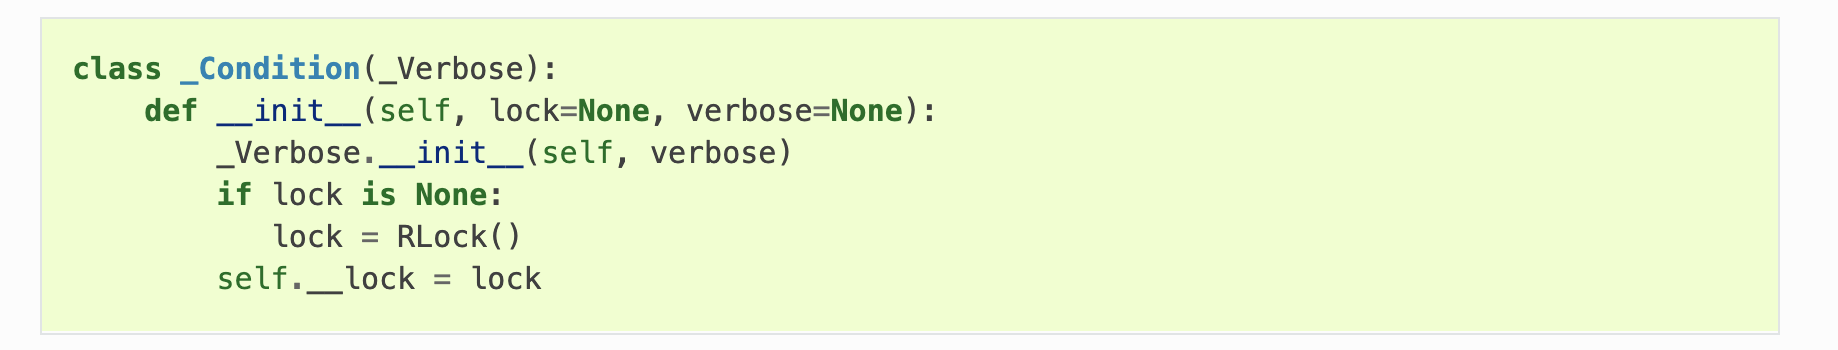 class _Condition(_Verbose):
    def __init__(self, lock=None, verbose=None):
        _Verbose.__init__(self, verbose)
        if lock is None:
           lock = RLock()
        self.__lock = lock